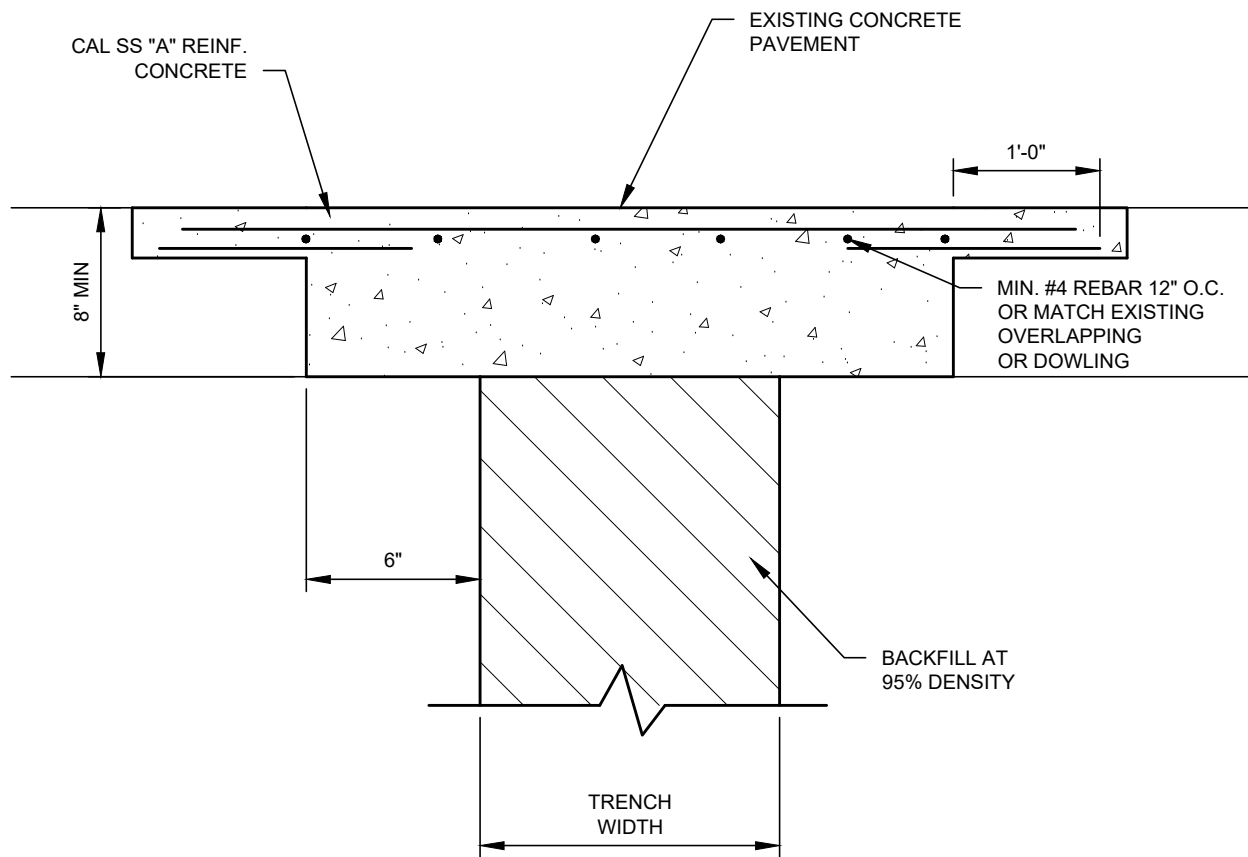 CAL SS "A" REINF.
CONCRETE
EXISTING CONCRETE
PAVEMENT
1'-0"
8" MIN
MIN. #4 REBAR 12" O.C.
OR MATCH EXISTING
OVERLAPPING
OR DOWLING
6"
BACKFILL AT
95% DENSITY
TRENCH
WIDTH